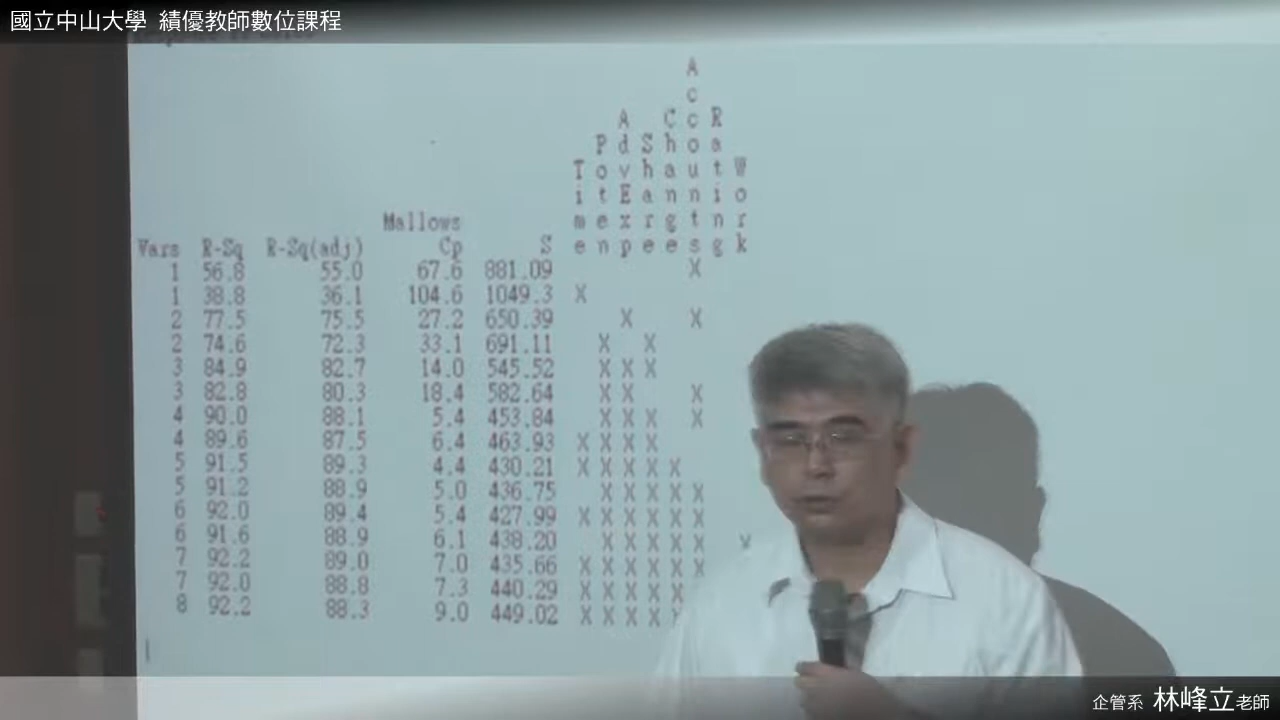 國立中山大學 績優教師數位課程
Time Poten AdvExp Share Change Accounts Rating Work
Mallows
Vars R-Sq R-Sq(adj) Cp S
1 56.8 55.0 67.6 881.09 X
1 38.8 36.1 104.6 1049.3 X
2 77.5 75.5 27.2 650.39 X X
2 74.6 72.3 33.1 691.11 X X
3 84.9 82.7 14.0 545.52 X X X
3 82.8 80.3 18.4 582.64 X X X
4 90.0 88.1 5.4 453.84 X X X X
4 89.6 87.5 6.4 463.93 X X X X
5 91.5 89.3 4.4 430.21 X X X X X
5 91.2 88.9 5.0 436.75 X X X X X
6 92.0 89.4 5.4 427.99 X X X X X X
6 91.6 88.9 6.1 438.20 X X X X X X
7 92.2 89.0 7.0 435.66 X X X X X X
7 92.0 88.8 7.3 440.29 X X X X X
8 92.2 88.3 9.0 449.02 X X X X X
企管系 林峰立老師